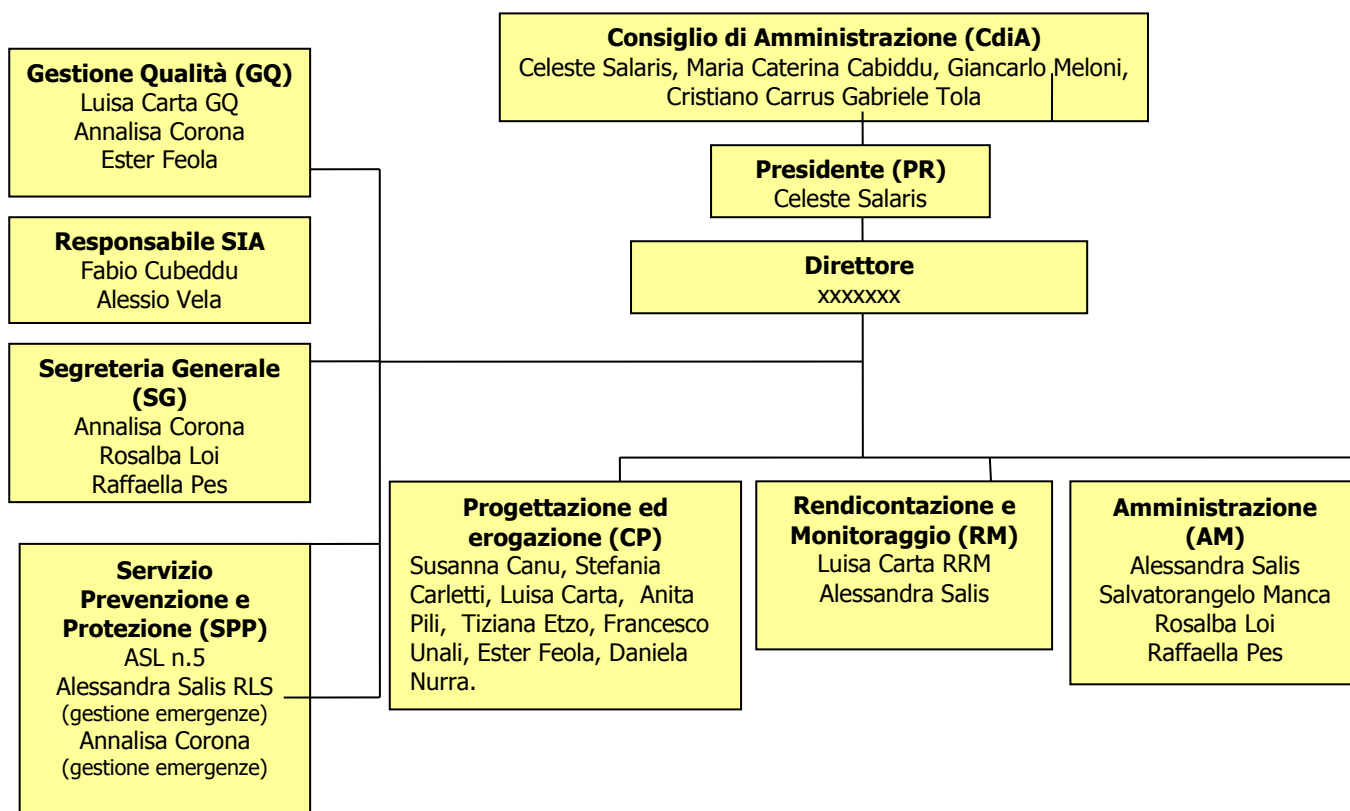 Consiglio di Amministrazione (CdiA)
Celeste Salaris, Maria Caterina Cabiddu, Giancarlo Meloni,
Cristiano Carrus Gabriele Tola
Gestione Qualità (GQ)
Luisa Carta GQ
Annalisa Corona
Ester Feola
Presidente (PR)
Celeste Salaris
Responsabile SIA
Fabio Cubeddu
Alessio Vela
Direttore
xxxxxxx
Segreteria Generale
(SG)
Annalisa Corona
Rosalba Loi
Raffaella Pes
Servizio
Prevenzione e
Protezione (SPP)
ASL n.5
Alessandra Salis RLS
(gestione emergenze)
Annalisa Corona
(gestione emergenze)
Progettazione ed
erogazione (CP)
Susanna Canu, Stefania
Carletti, Luisa Carta, Anita
Pili, Tiziana Etzo, Francesco
Unali, Ester Feola, Daniela
Nurra.
Rendicontazione e
Monitoraggio (RM)
Luisa Carta RRM
Alessandra Salis
Amministrazione
(AM)
Alessandra Salis
Salvatorangelo Manca
Rosalba Loi
Raffaella Pes